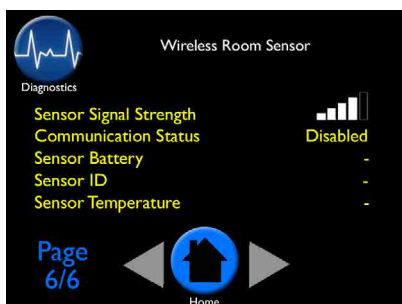 Wireless Room Sensor
Diagnostics
Sensor Signal Strength
Communication Status Disabled
Sensor Battery -
Sensor ID -
Sensor Temperature -
Page
6/6
Home